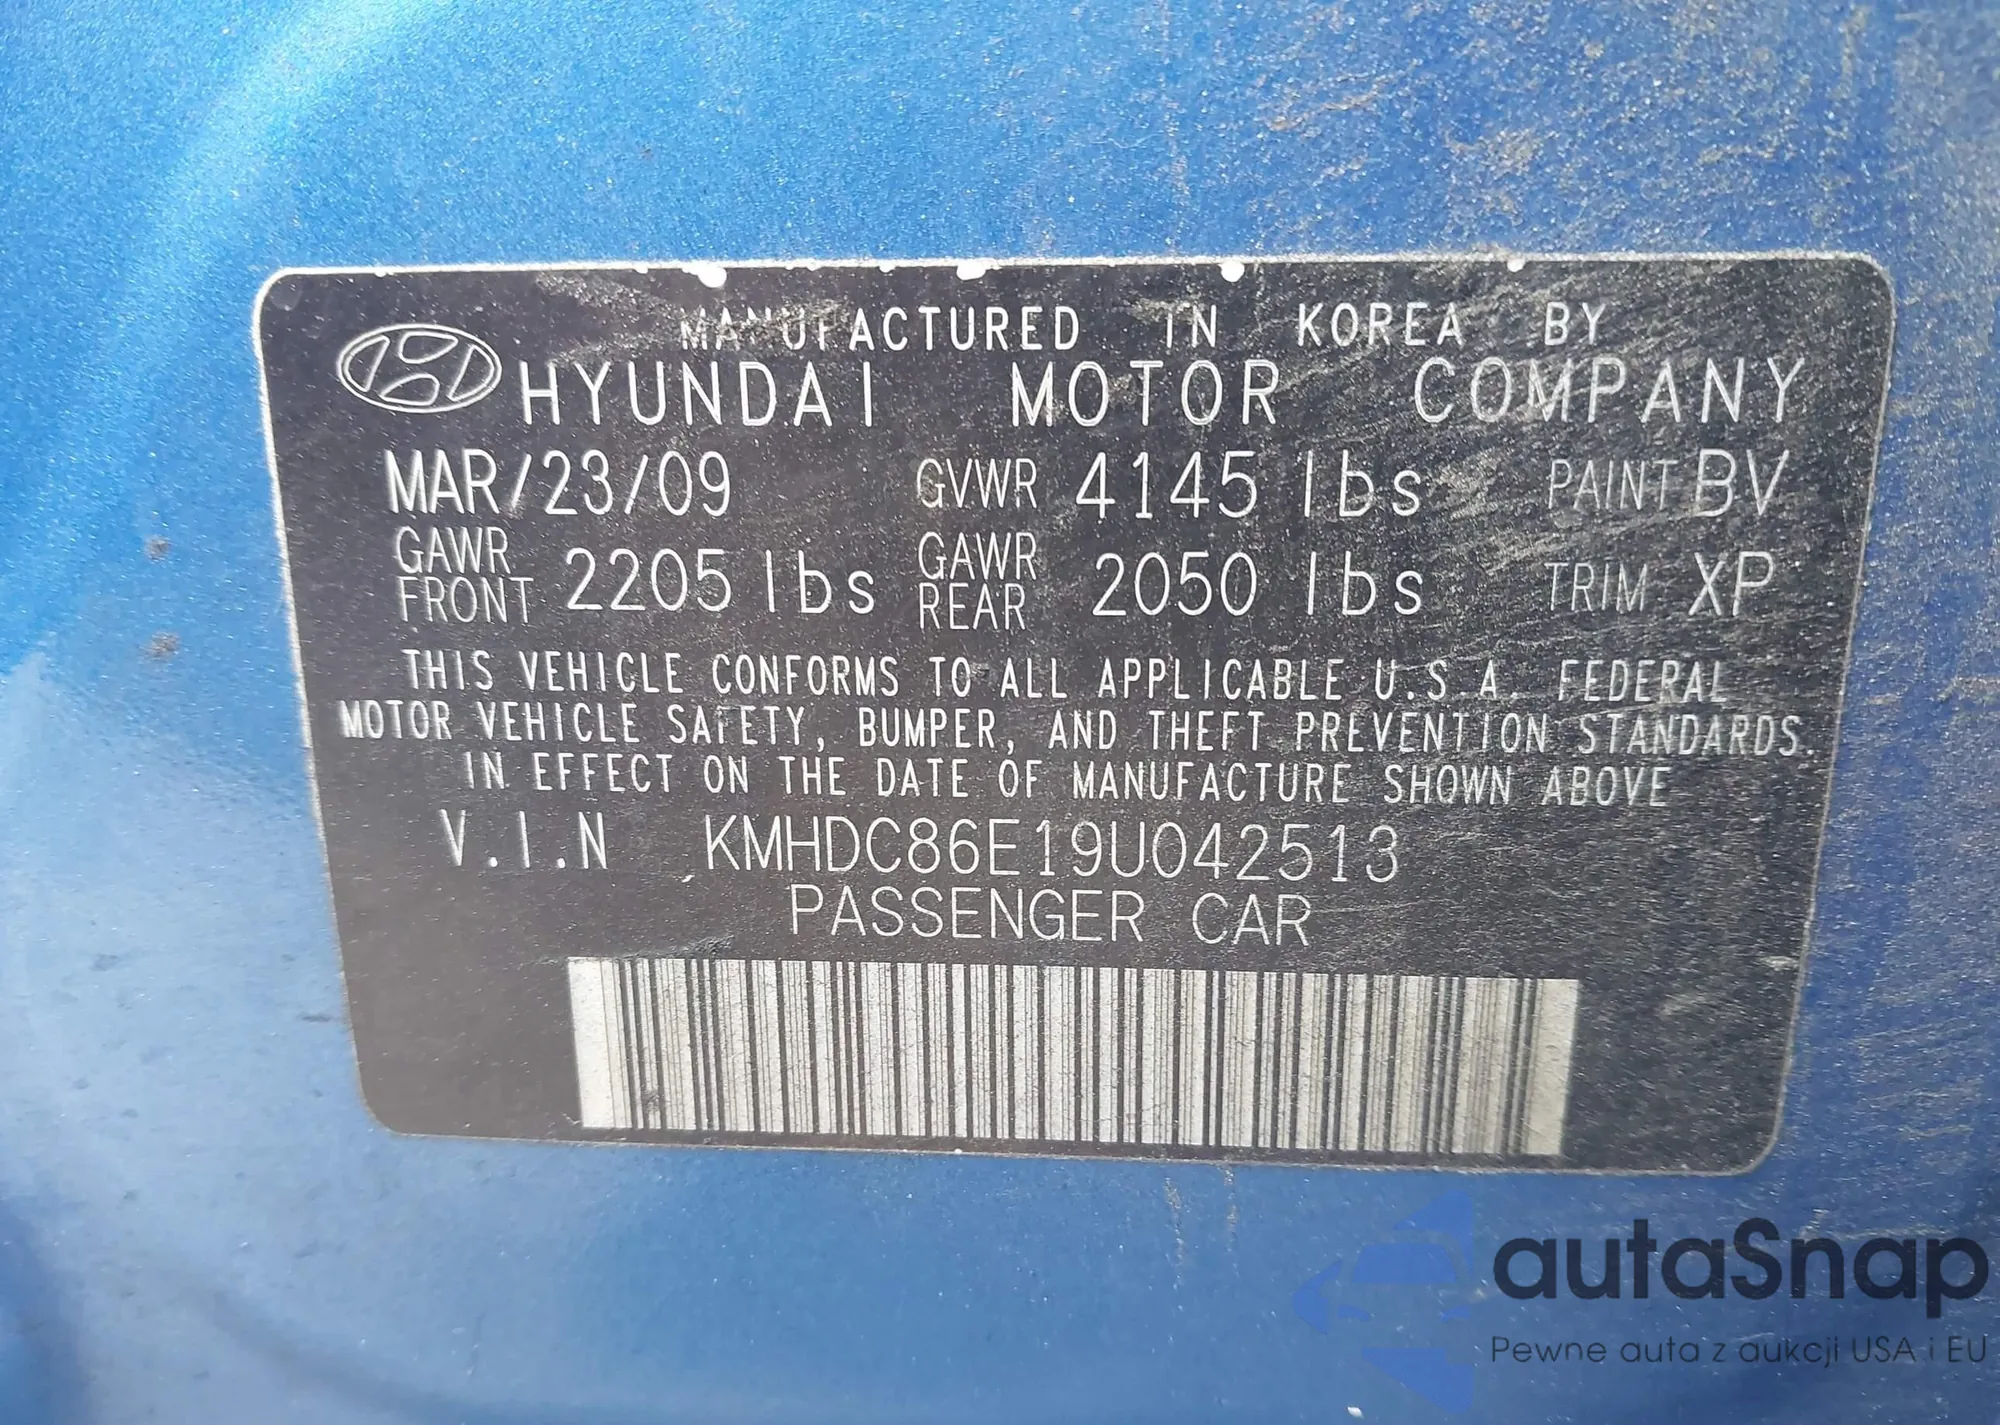 MANUFACTURED IN KOREA BY
HYUNDAI MOTOR COMPANY
MAR/23/09 GVWR 4145 lbs PAINT BV
GAWR FRONT 2205 lbs GAWR REAR 2050 lbs TRIM XP
THIS VEHICLE CONFORMS TO ALL APPLICABLE U.S.A. FEDERAL
MOTOR VEHICLE SAFETY, BUMPER, AND THEFT PREVENTION STANDARDS.
IN EFFECT ON THE DATE OF MANUFACTURE SHOWN ABOVE
V.I.N KMHDC86E19U042513
PASSENGER CAR
autaSnap
Pewne auta z aukcji USA i EU